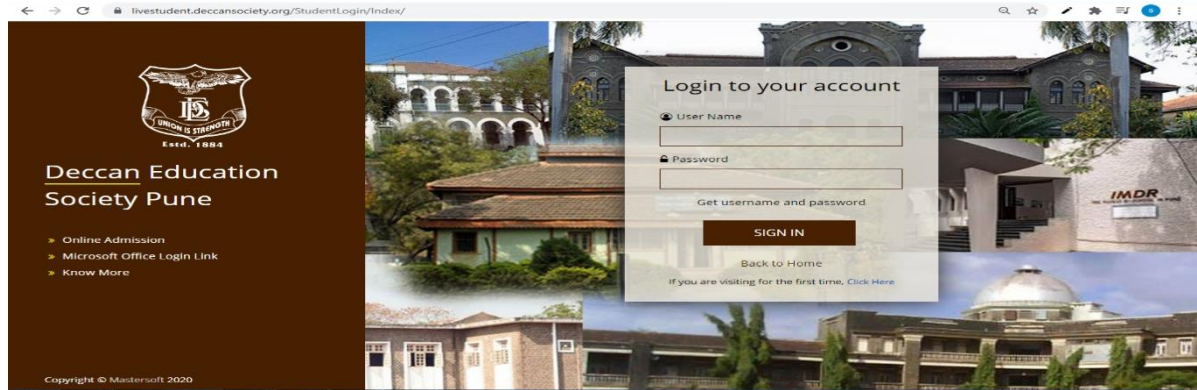 livestudent.deccansociety.org/StudentLogin/Index/
DES
UNION IS STRENGTH
Estd. 1884
Deccan Education
Society Pune
» Online Admission
» Microsoft Office Login Link
» Know More
Copyright © Mastersoft 2020
Login to your account
User Name
Password
Get username and password
SIGN IN
Back to Home
If you are visiting for the first time, Click Here
IMDR
s